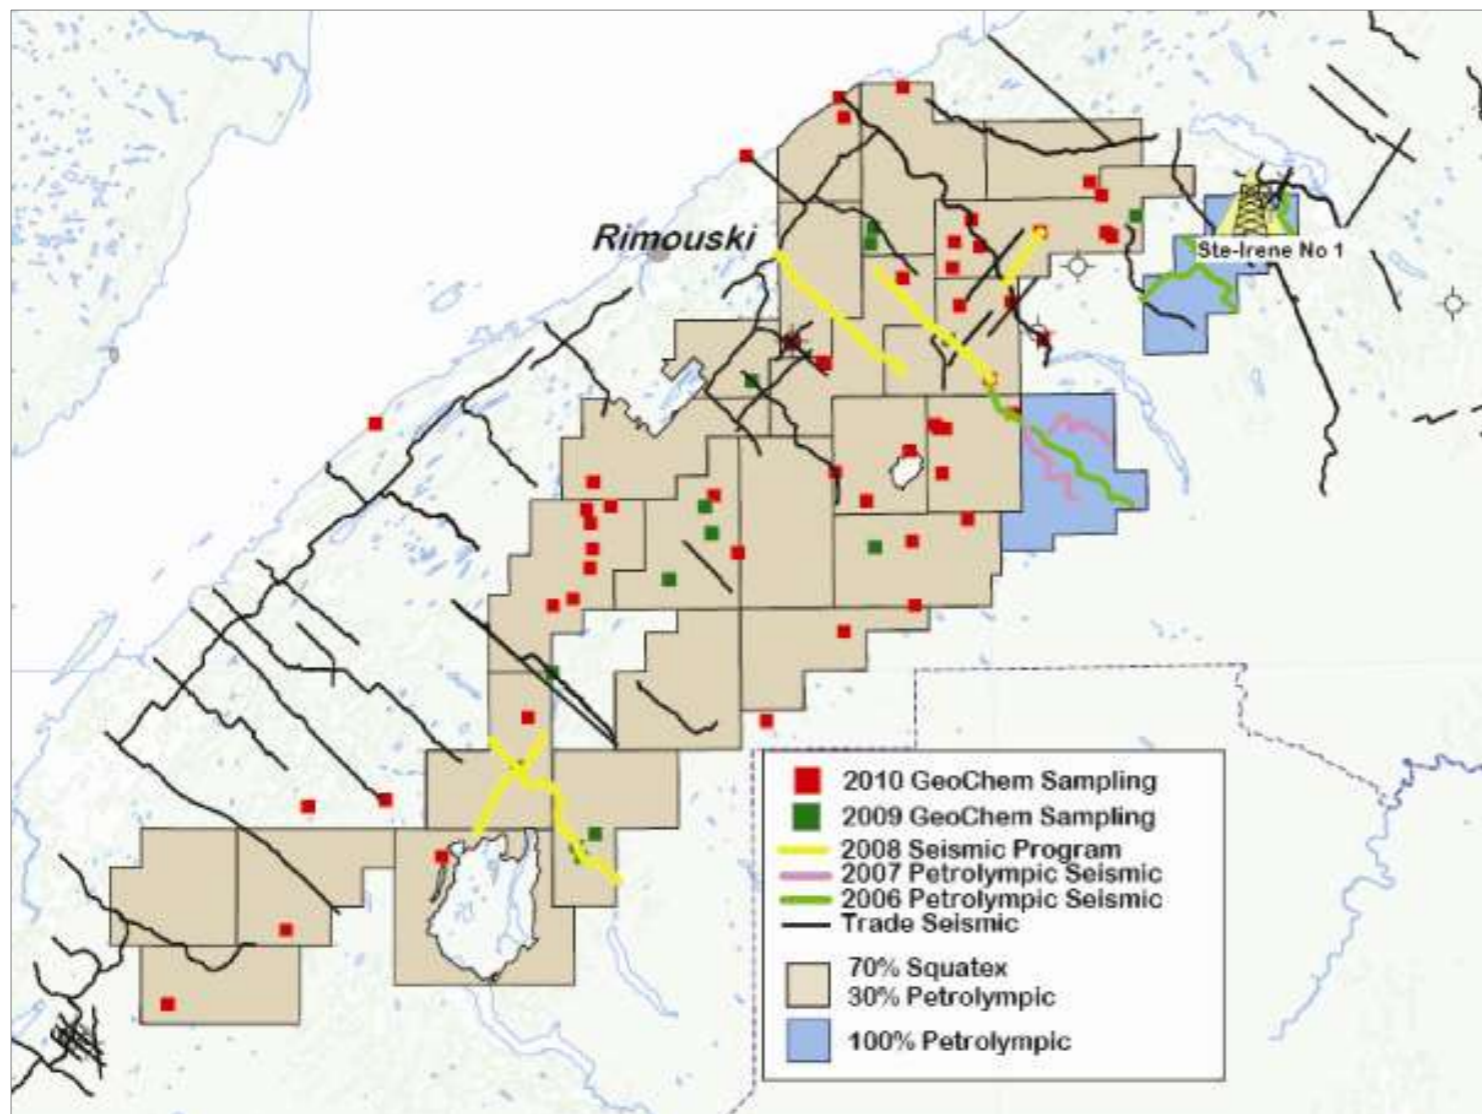 Rimouski
Ste-Irene No 1
2010 GeoChem Sampling
2009 GeoChem Sampling
2008 Seismic Program
2007 Petrolympic Seismic
2006 Petrolympic Seismic
Trade Seismic
70% Squatex
30% Petrolympic
100% Petrolympic